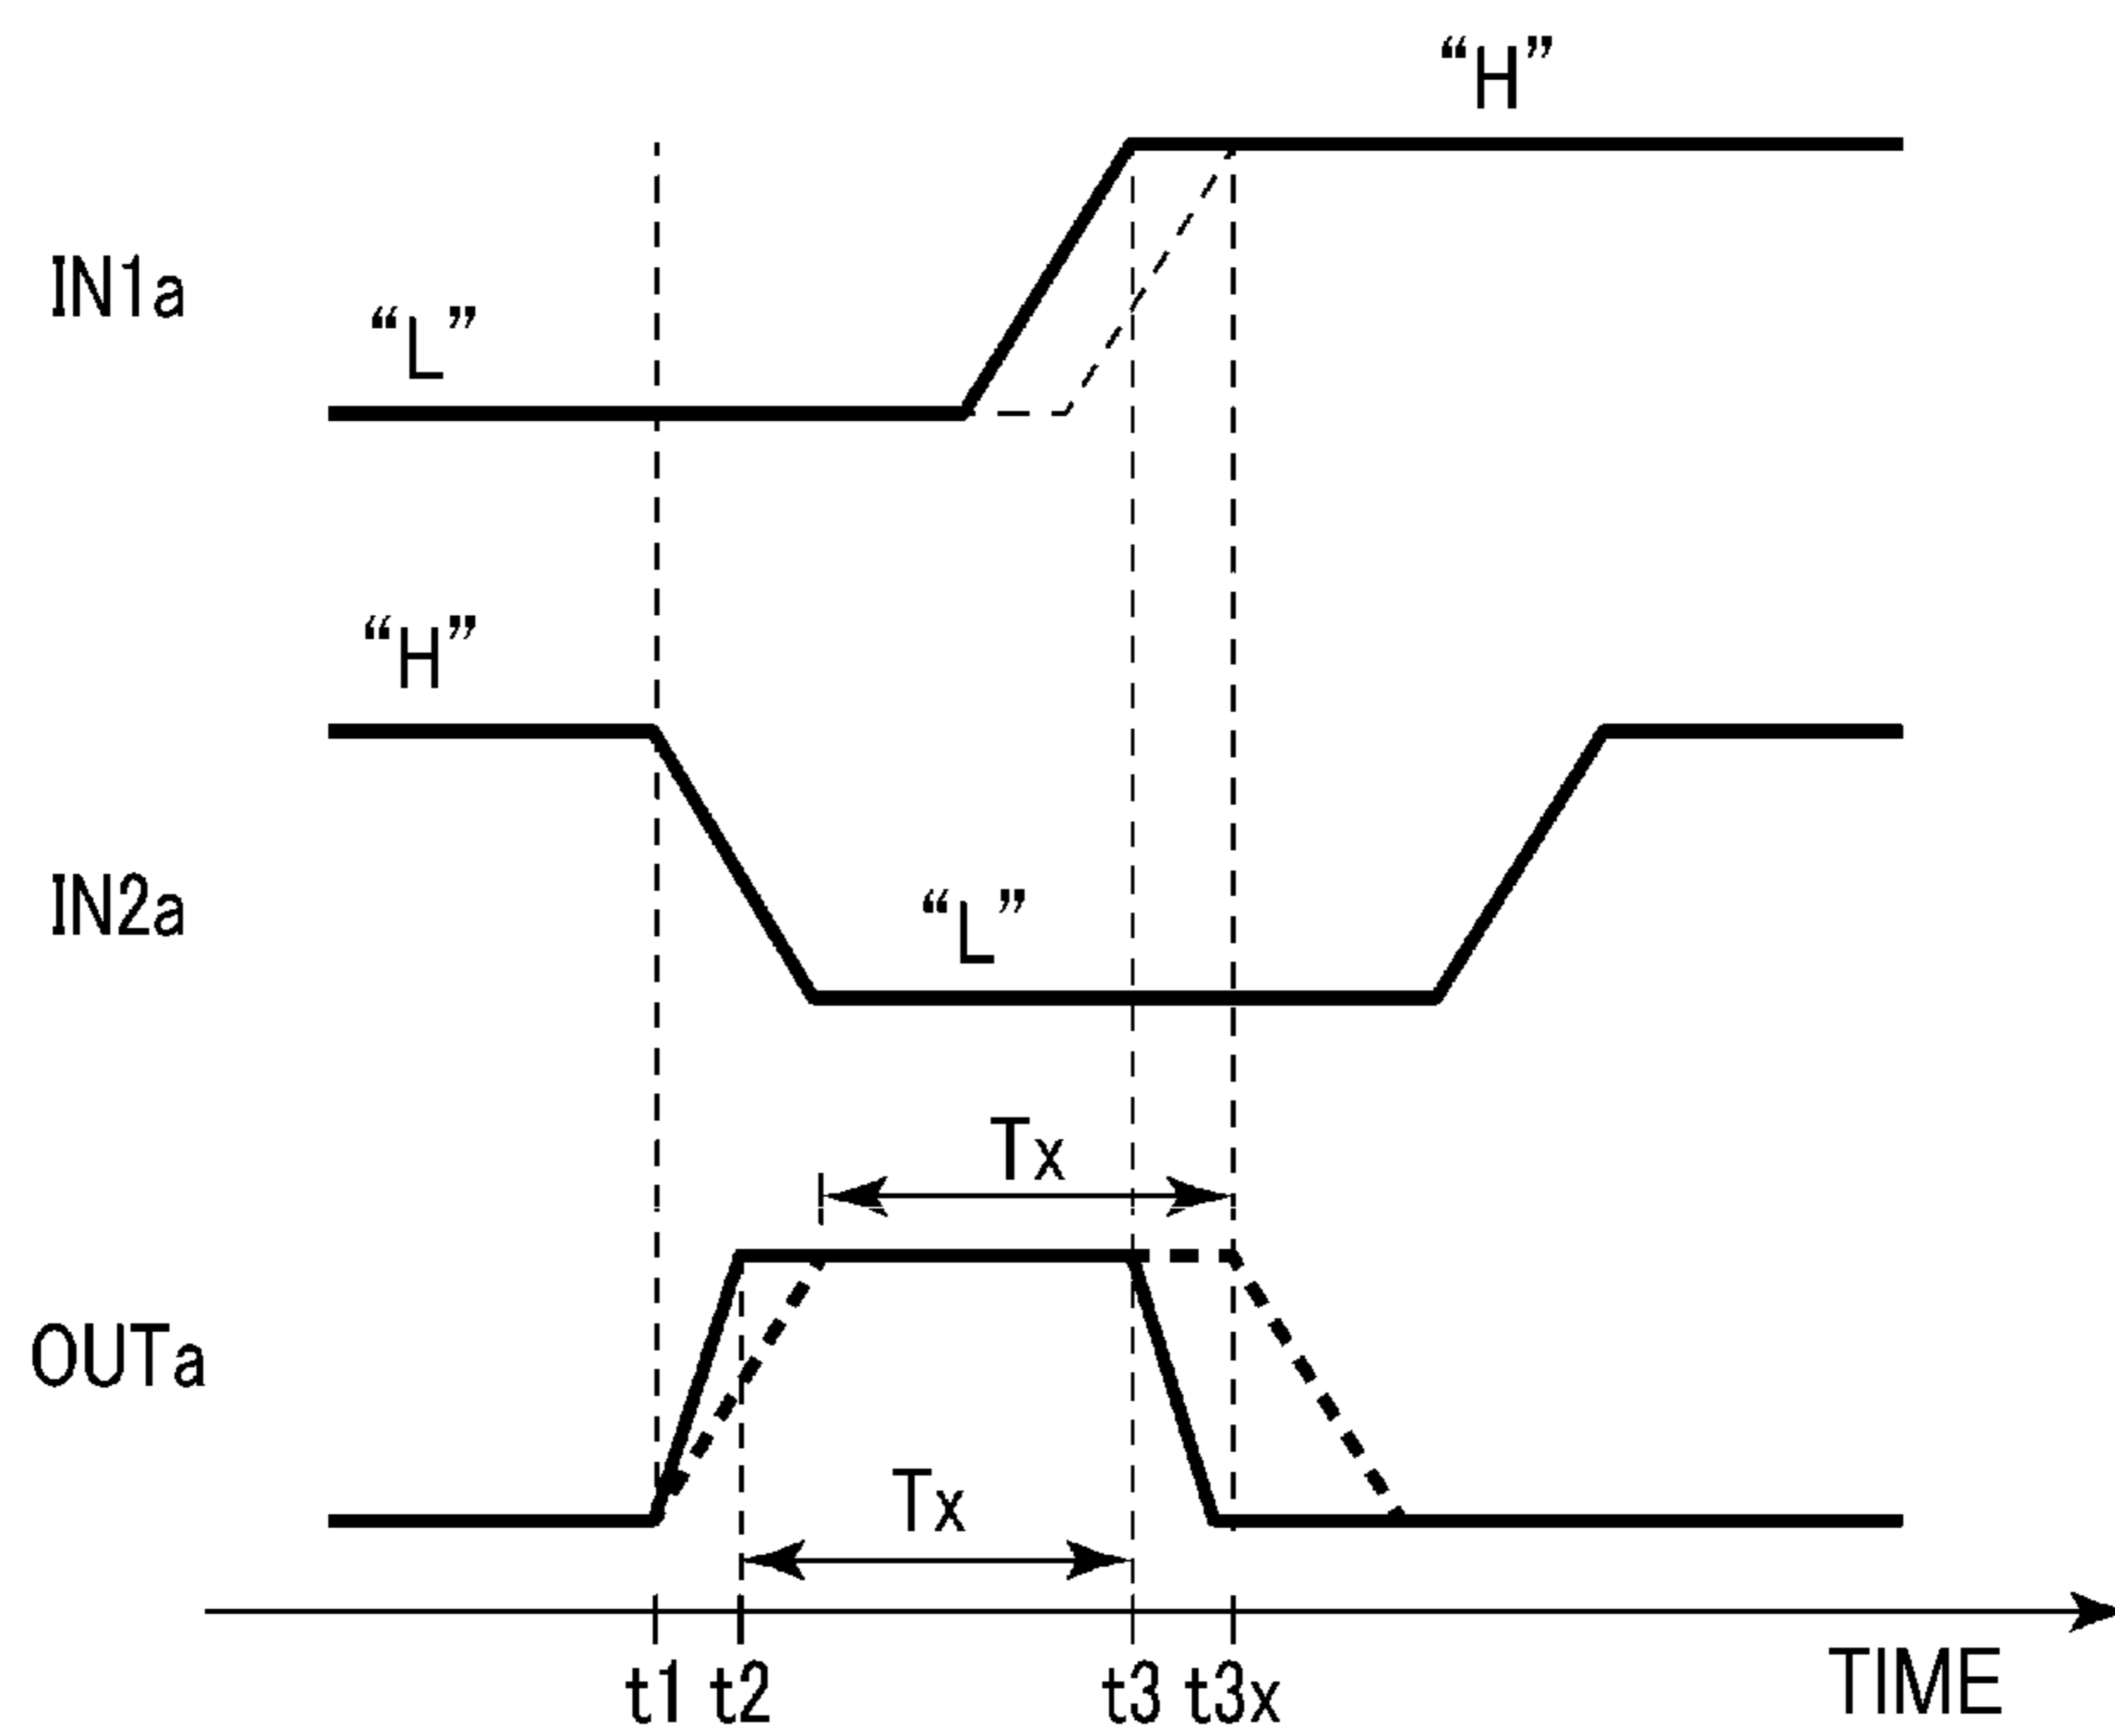 “H”
IN1a
“L”
“H”
IN2a
“L”
Tx
OUTa
Tx
t1 t2 t3 t3x
TIME